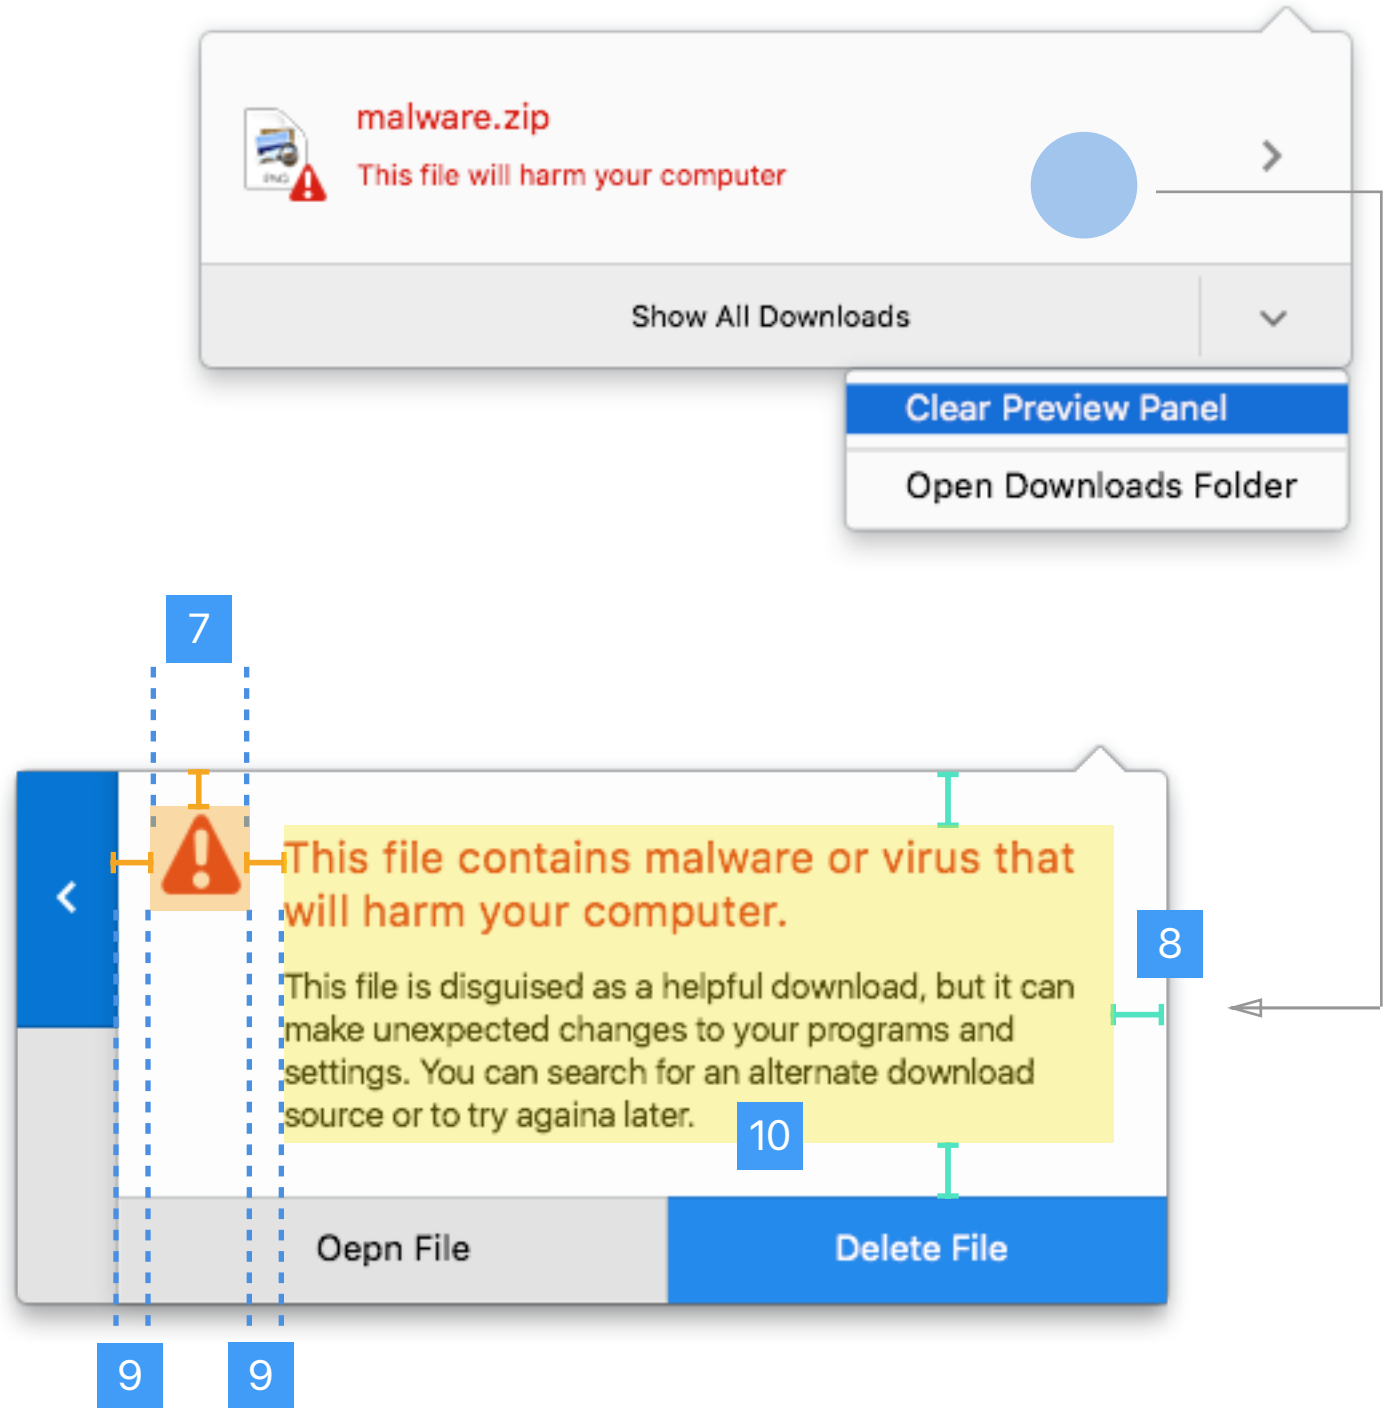 malware.zip
This file will harm your computer
PNG
Show All Downloads
Clear Preview Panel
Open Downloads Folder
7
This file contains malware or virus that
will harm your computer.
8
This file is disguised as a helpful download, but it can
make unexpected changes to your programs and
settings. You can search for an alternate download
source or to try againa later.
10
Oepn File
Delete File
9
9